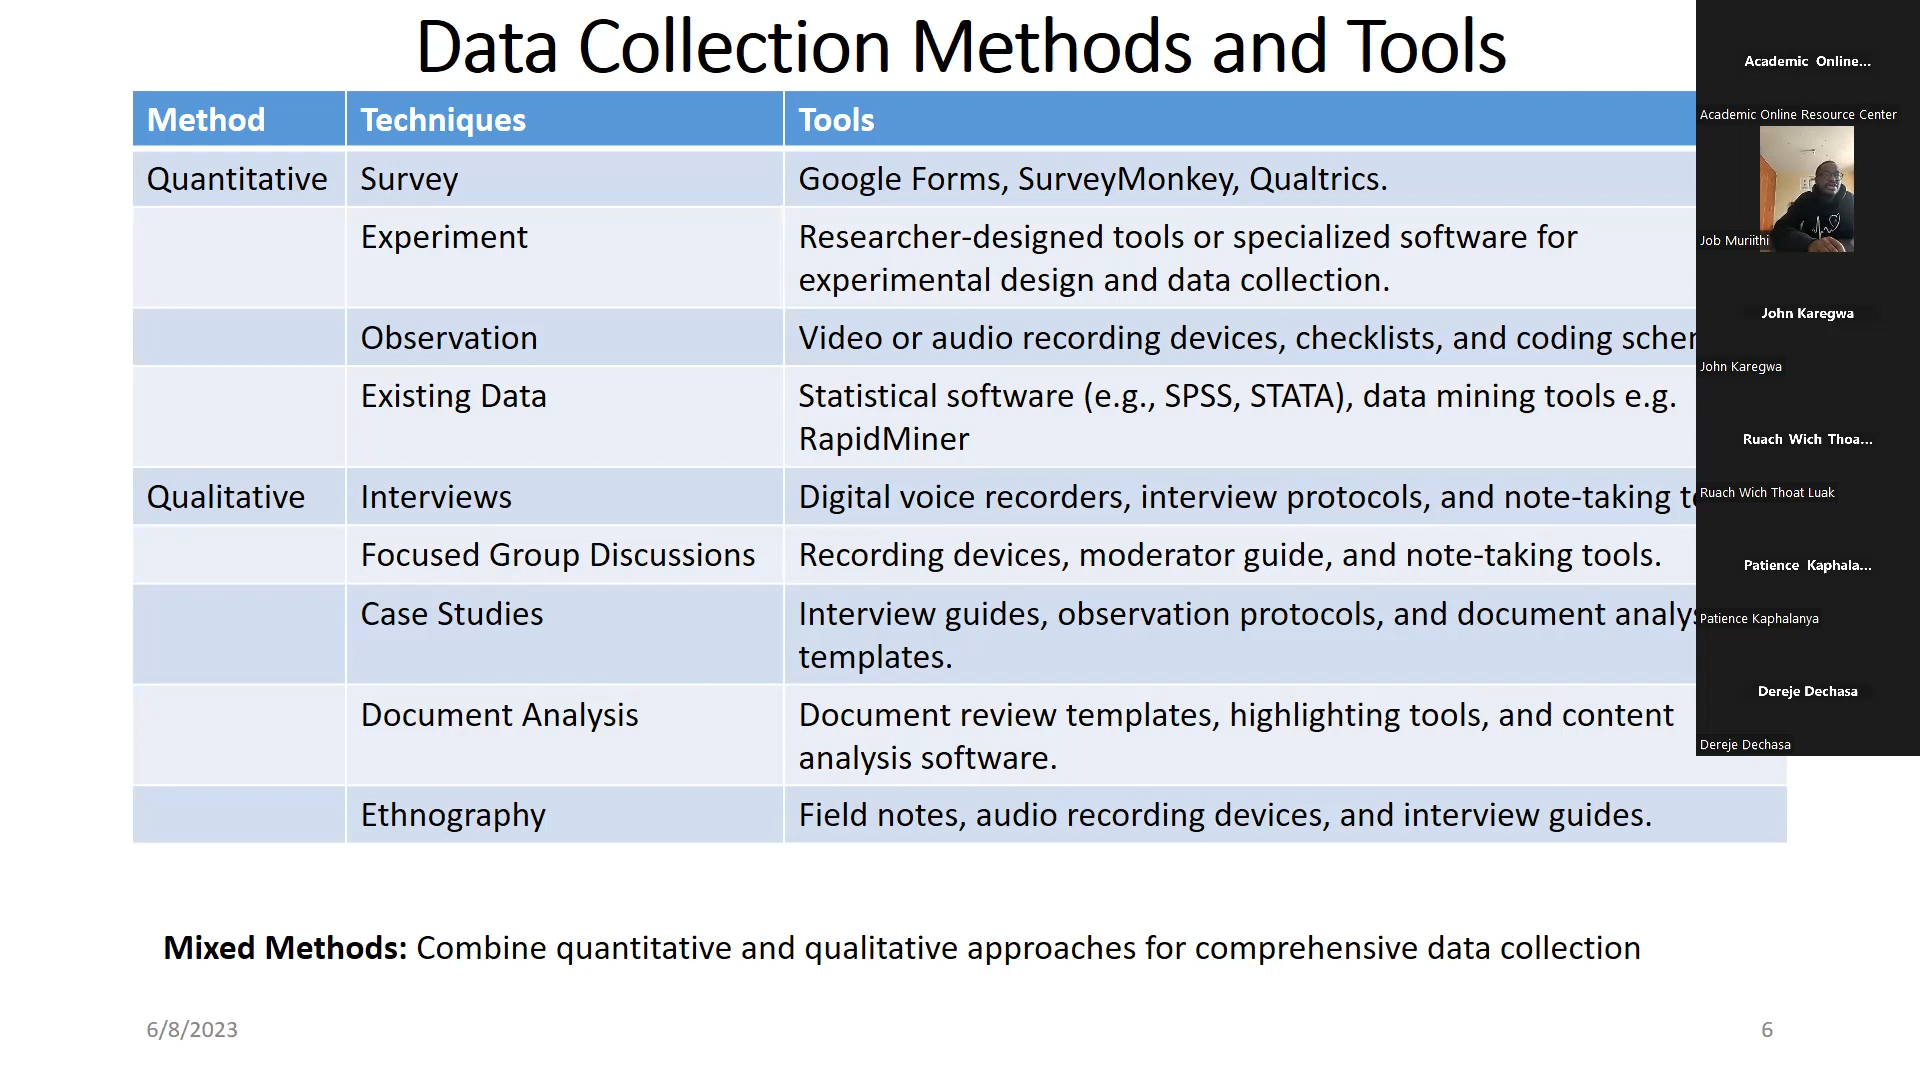 Data Collection Methods and Tools
Method Techniques Tools
Quantitative Survey Google Forms, SurveyMonkey, Qualtrics.
Experiment Researcher-designed tools or specialized software for
experimental design and data collection.
Observation Video or audio recording devices, checklists, and coding
Existing Data Statistical software (e.g., SPSS, STATA), data mining tools e.g.
RapidMiner
Qualitative Interviews Digital voice recorders, interview protocols, and note-taking
Focused Group Discussions Recording devices, moderator guide, and note-taking tools.
Case Studies Interview guides, observation protocols, and document
templates.
Document Analysis Document review templates, highlighting tools, and content
analysis software.
Ethnography Field notes, audio recording devices, and interview guides.
Mixed Methods: Combine quantitative and qualitative approaches for comprehensive data collection
6/8/2023
6
Academic Online...
Academic Online Resource Center
Job Muriithi
John Karegwa
John Karegwa
Ruach Wich Thoa...
Ruach Wich Thoat Luak
Patience Kaphala...
Patience Kaphalanya
Dereje Dechasa
Dereje Dechasa